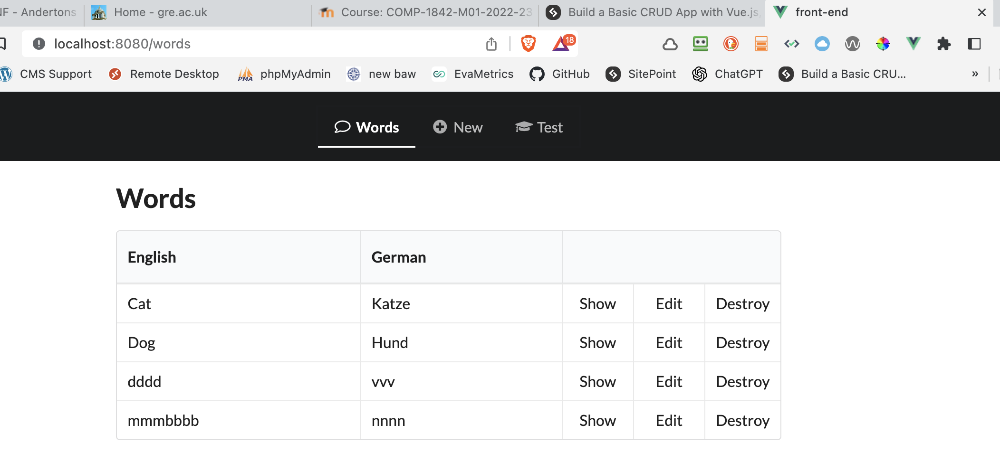 NF - Andertons Home - gre.ac.uk Course: COMP-1842-M01-2022-23 Build a Basic CRUD App with Vue.js, front-end
localhost:8080/words 18
CMS Support Remote Desktop PMA phpMyAdmin new baw EvaMetrics GitHub SitePoint ChatGPT Build a Basic CRU... »
Words New Test
Words
English German
Cat Katze Show Edit Destroy
Dog Hund Show Edit Destroy
dddd vvv Show Edit Destroy
mmmbbbb nnnn Show Edit Destroy